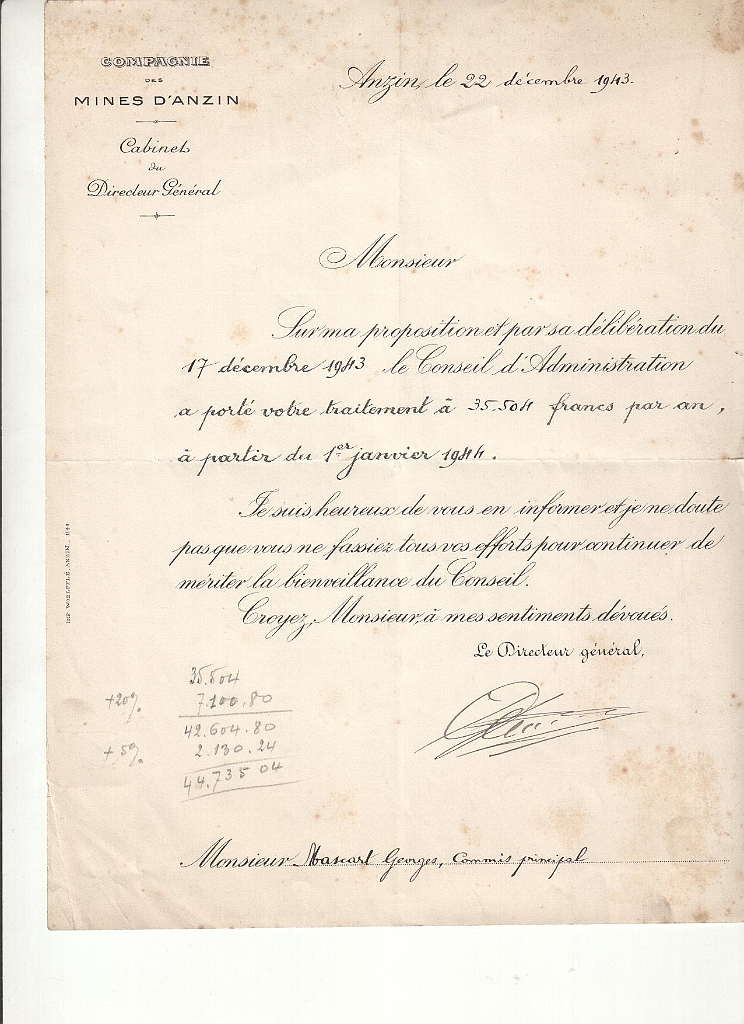 COMPAGNIE
DES
MINES D'ANZIN
Cabinet
du
Directeur Général
Anzin, le 22 décembre 1943.
Monsieur
Sur ma proposition et par sa délibération du
17 décembre 1943 le Conseil d'Administration
a porté votre traitement à 35.504 francs par an,
à partir du 1er janvier 1944.
Je suis heureux de vous en informer et je ne doute
pas que vous ne fassiez tous vos efforts pour continuer de
mériter la bienveillance du Conseil.
Croyez, Monsieur, à mes sentiments dévoués.
Le Directeur général,
35.504
+20% 7.100.80
42.604.80
+5% 2.130.24
44.735 04
Monsieur Mascart Georges, Commis principal
IMP. ANZIN.